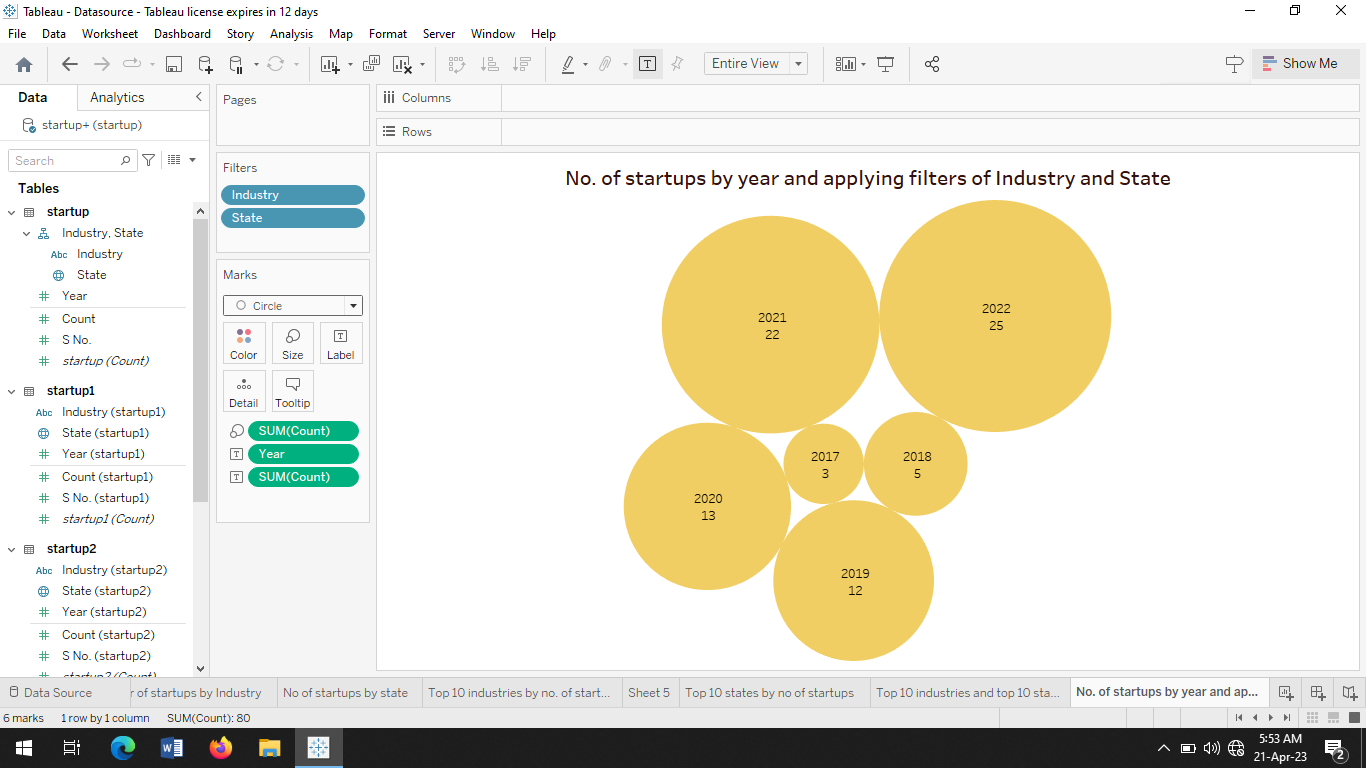 Tableau - Datasource - Tableau license expires in 12 days
File Data Worksheet Dashboard Story Analysis Map Format Server Window Help
Entire View
Show Me
Data Analytics
startup+ (startup)
Search
Tables
startup
Industry, State
Abc Industry
State
Year
Count
S No.
startup (Count)
startup1
Abc Industry (startup1)
State (startup1)
Year (startup1)
Count (startup1)
S No. (startup1)
startup1 (Count)
startup2
Abc Industry (startup2)
State (startup2)
Year (startup2)
Count (startup2)
S No. (startup2)
startup2 (Count)
Pages
Filters
Industry
State
Marks
Circle
Color Size Label
Detail Tooltip
SUM(Count)
Year
SUM(Count)
Columns
Rows
No. of startups by year and applying filters of Industry and State
2021
22
2022
25
2017
3
2018
5
2020
13
2019
12
Data Source r of startups by Industry No of startups by state Top 10 industries by no. of start... Sheet 5 Top 10 states by no of startups Top 10 industries and top 10 sta... No. of startups by year and ap...
6 marks 1 row by 1 column SUM(Count): 80
5:53 AM
21-Apr-23
2